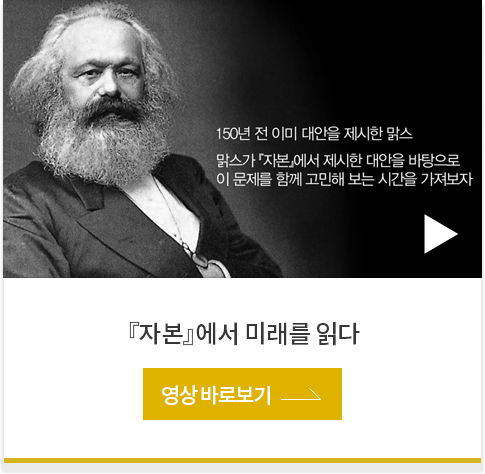 150년 전 이미 대안을 제시한 맑스
맑스가 『자본』에서 제시한 대안을 바탕으로
이 문제를 함께 고민해 보는 시간을 가져보자
『자본』에서 미래를 읽다
영상 바로보기